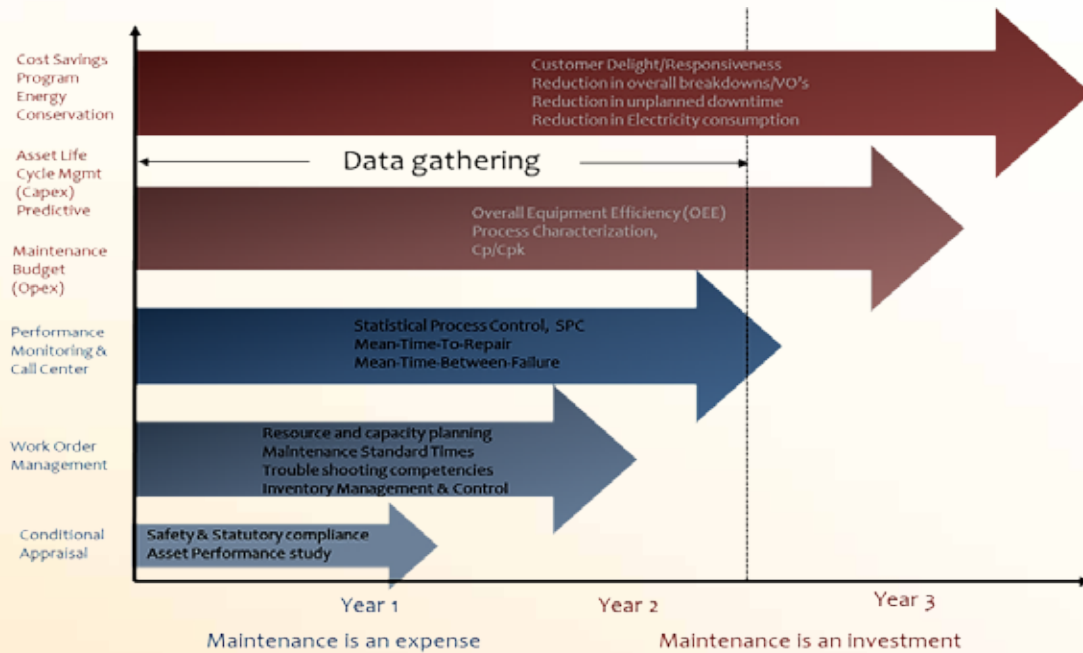 Cost Savings
Program
Energy
Conservation
Customer Delight/Responsiveness
Reduction in overall breakdowns/VO's
Reduction in unplanned downtime
Reduction in Electricity consumption
Data gathering
Asset Life
Cycle Mgmt
(Capex)
Predictive
Maintenance
Budget
(Opex)
Overall Equipment Efficiency (OEE)
Process Characterization,
Cp/Cpk
Performance
Monitoring &
Call Center
Statistical Process Control, SPC
Mean-Time-To-Repair
Mean-Time-Between-Failure
Work Order
Management
Resource and capacity planning
Maintenance Standard Times
Trouble shooting competencies
Inventory Management & Control
Conditional
Appraisal
Safety & Statutory compliance
Asset Performance study
Year 1
Year 2
Year 3
Maintenance is an expense
Maintenance is an investment